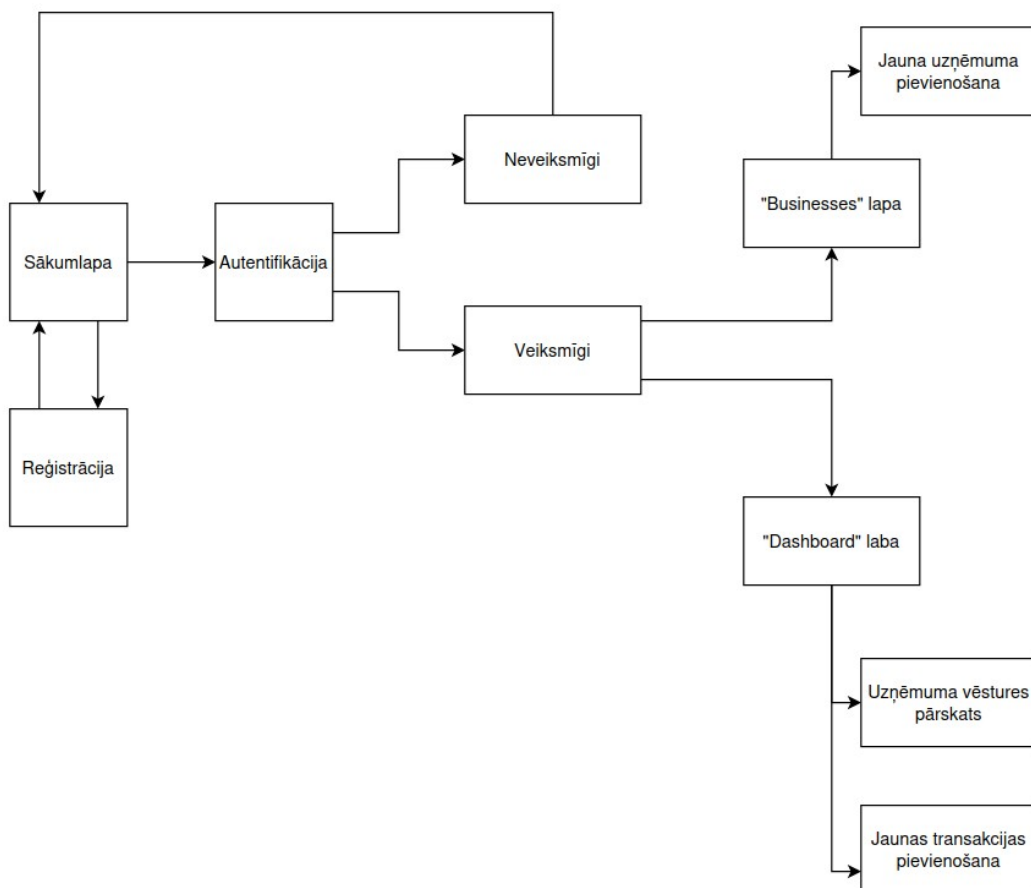 Jauna uzņēmuma
pievienošana
Neveiksmīgi
"Businesses" lapa
Sākumlapa
Autentifikācija
Veiksmīgi
Reģistrācija
"Dashboard" laba
Uzņēmuma vēstures
pārskats
Jaunas transakcijas
pievienošana